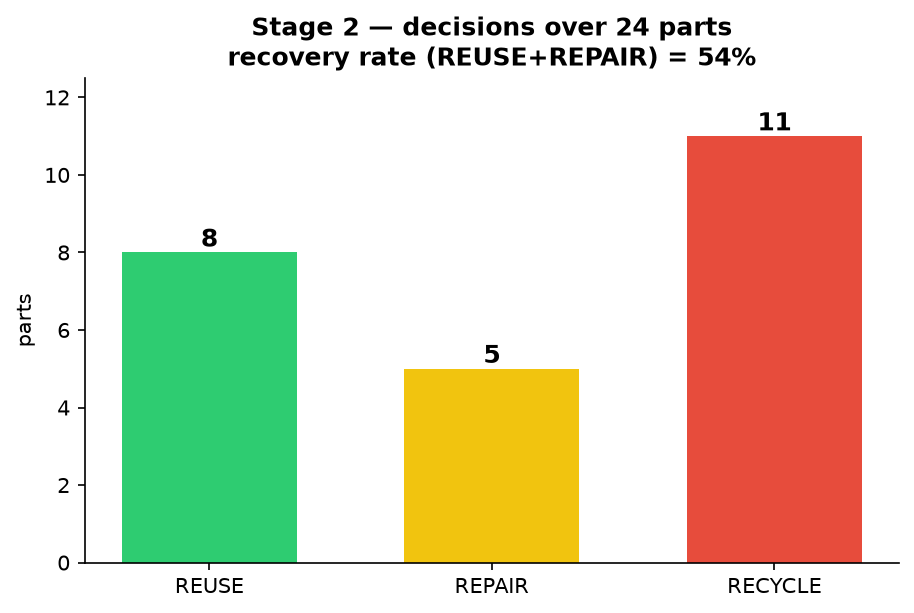 Stage 2 — decisions over 24 parts
recovery rate (REUSE+REPAIR) = 54%
12
10
8
6
4
2
0
parts
8
5
11
REUSE
REPAIR
RECYCLE